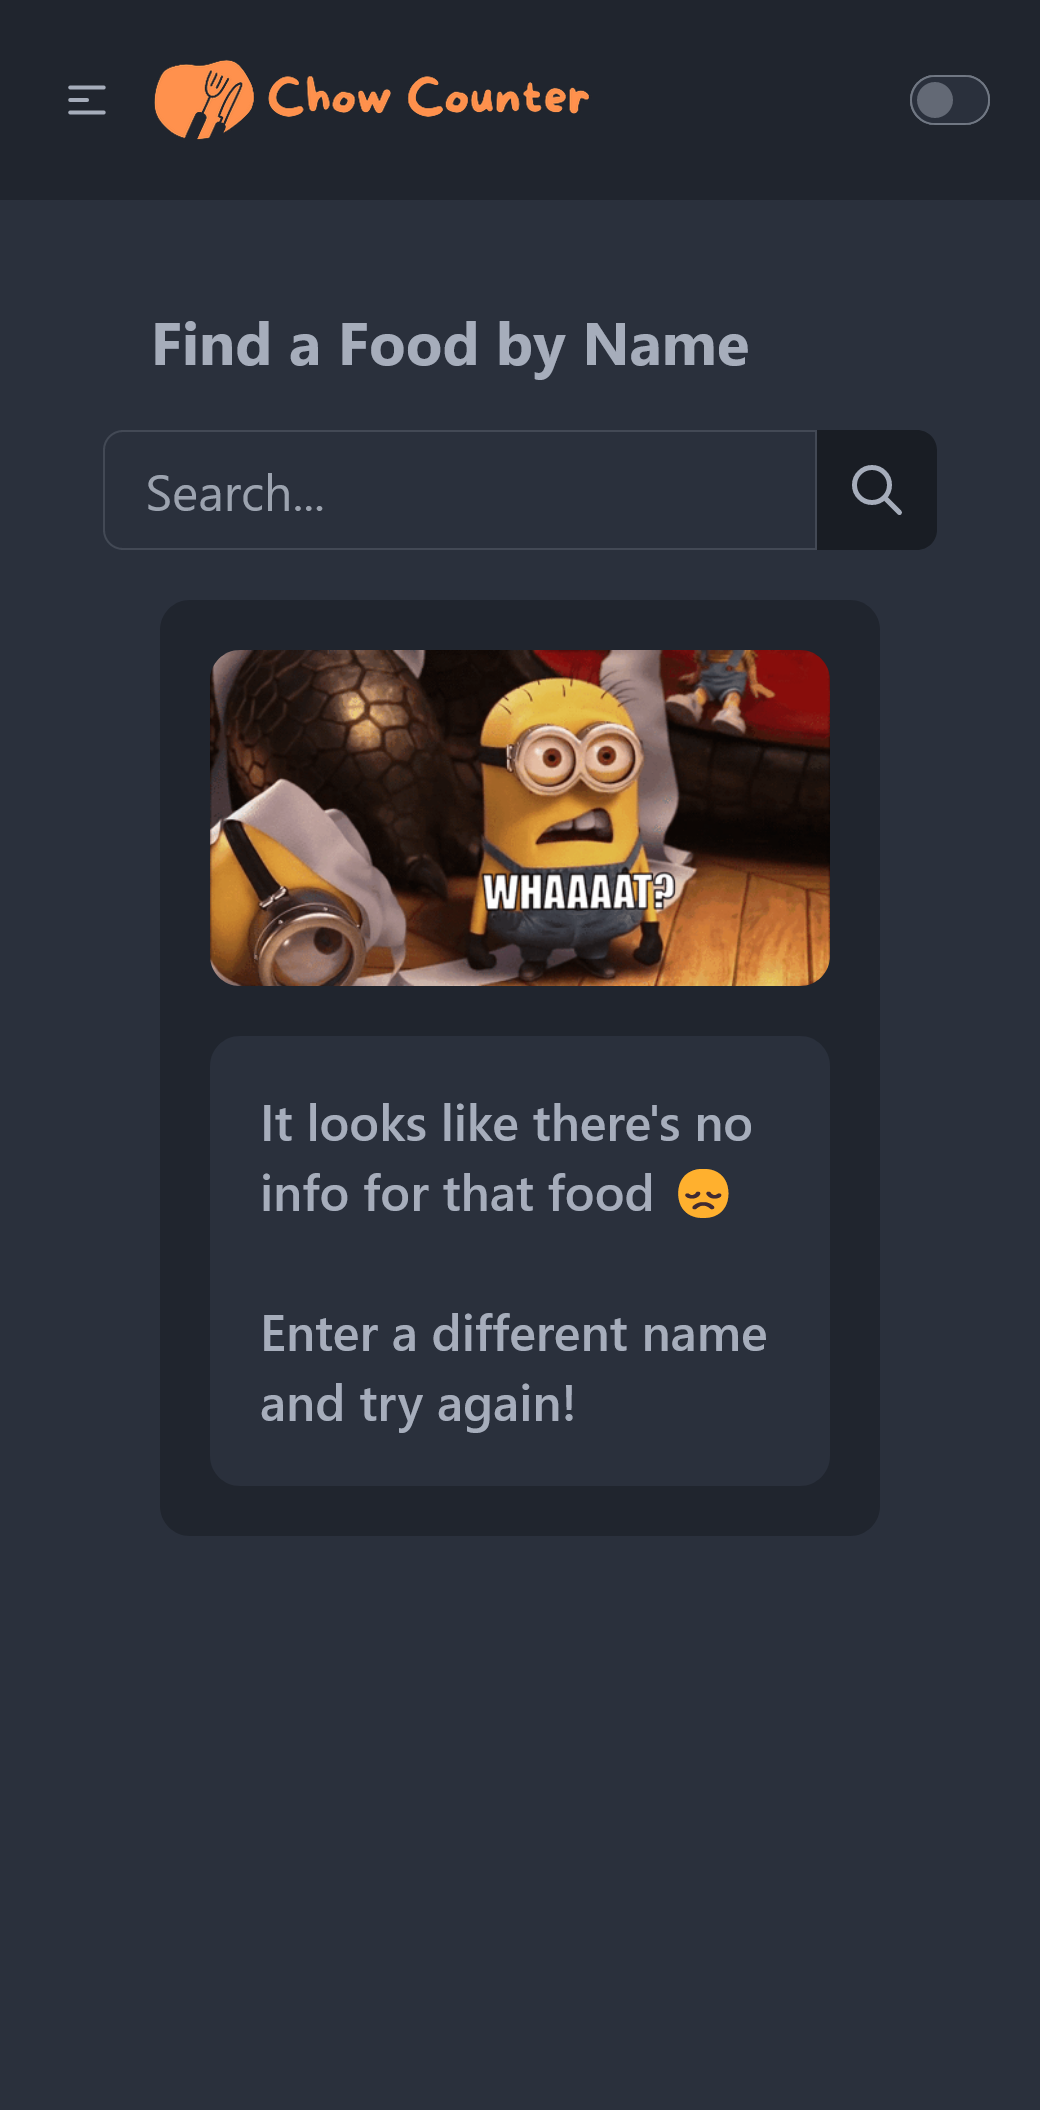 Chow Counter
Find a Food by Name
Search...
WHAAAAT?
It looks like there's no
info for that food 😞
Enter a different name
and try again!